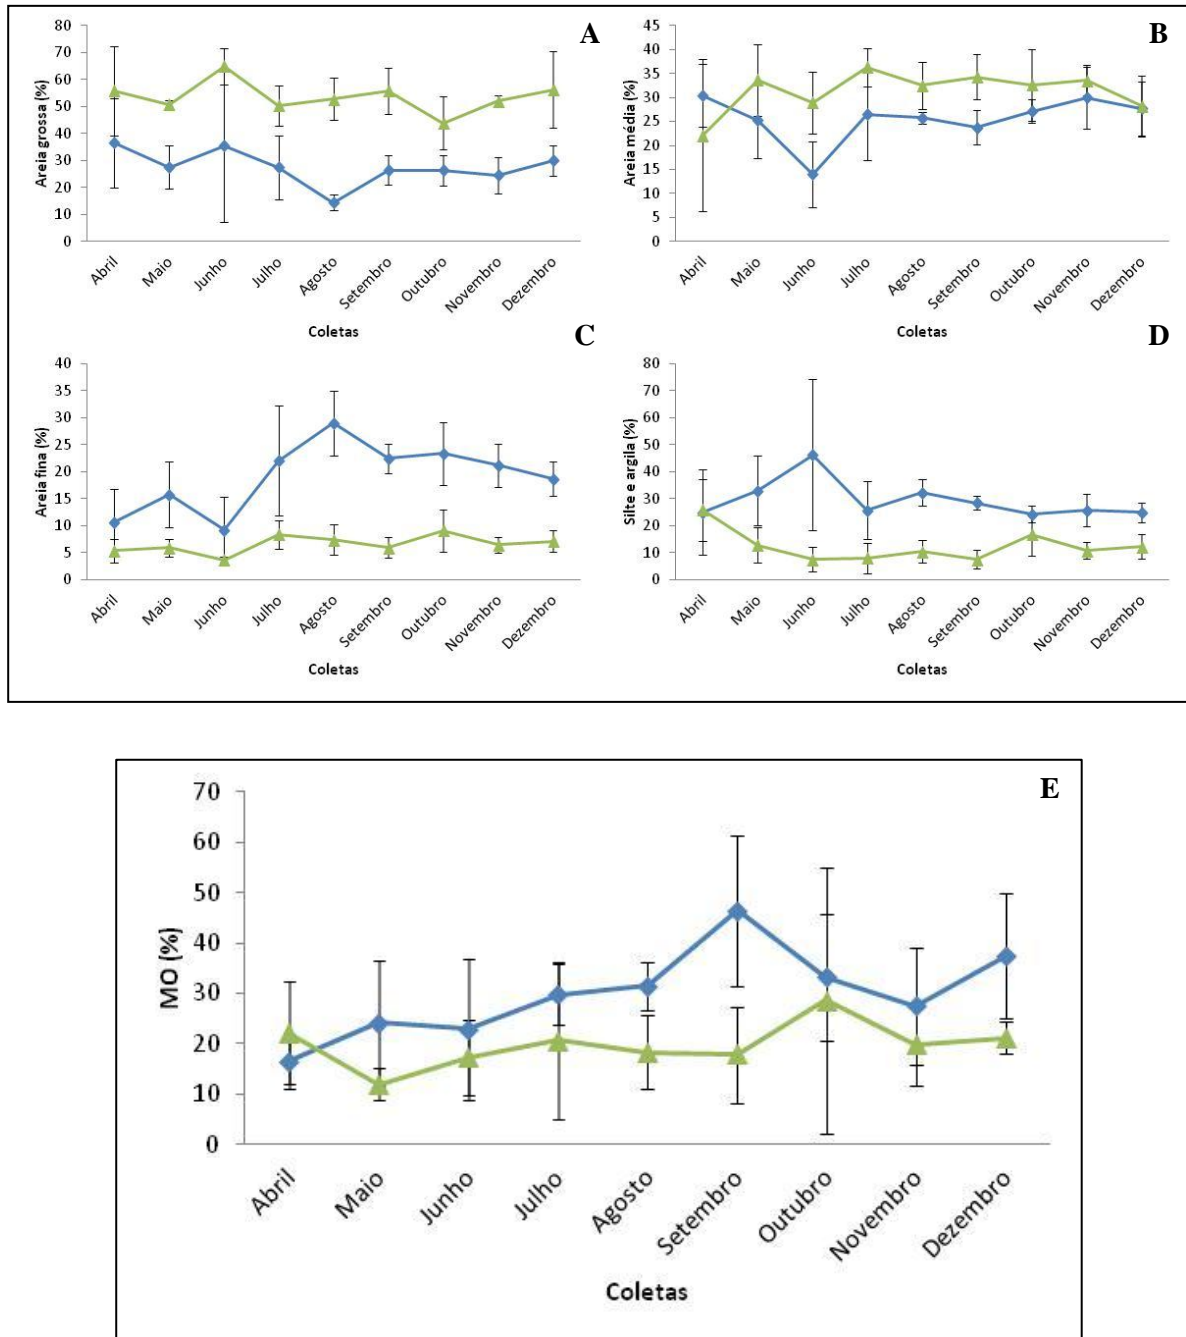 A
Areia grossa (%)
80
70
60
50
40
30
20
10
0
Abril Maio Junho Julho Agosto Setembro Outubro Novembro Dezembro
Coletas
B
Areia média (%)
45
40
35
30
25
20
15
10
5
0
Abril Maio Junho Julho Agosto Setembro Outubro Novembro Dezembro
Coletas
C
Areia fina (%)
40
35
30
25
20
15
10
5
0
Abril Maio Junho Julho Agosto Setembro Outubro Novembro Dezembro
Coletas
D
Silte e argila (%)
80
70
60
50
40
30
20
10
0
Abril Maio Junho Julho Agosto Setembro Outubro Novembro Dezembro
Coletas
E
MO (%)
70
60
50
40
30
20
10
0
Abril Maio Junho Julho Agosto Setembro Outubro Novembro Dezembro
Coletas